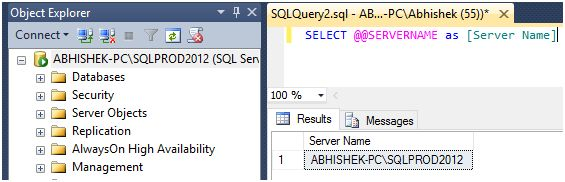 Object Explorer
Connect
ABHISHEK-PC\SQLPROD2012 (SQL Ser
Databases
Security
Server Objects
Replication
AlwaysOn High Availability
Management
SQLQuery2.sql - AB...-PC\Abhishek (55))*
SELECT @@SERVERNAME as [Server Name]
100 %
Results
Messages
Server Name
1 ABHISHEK-PC\SQLPROD2012